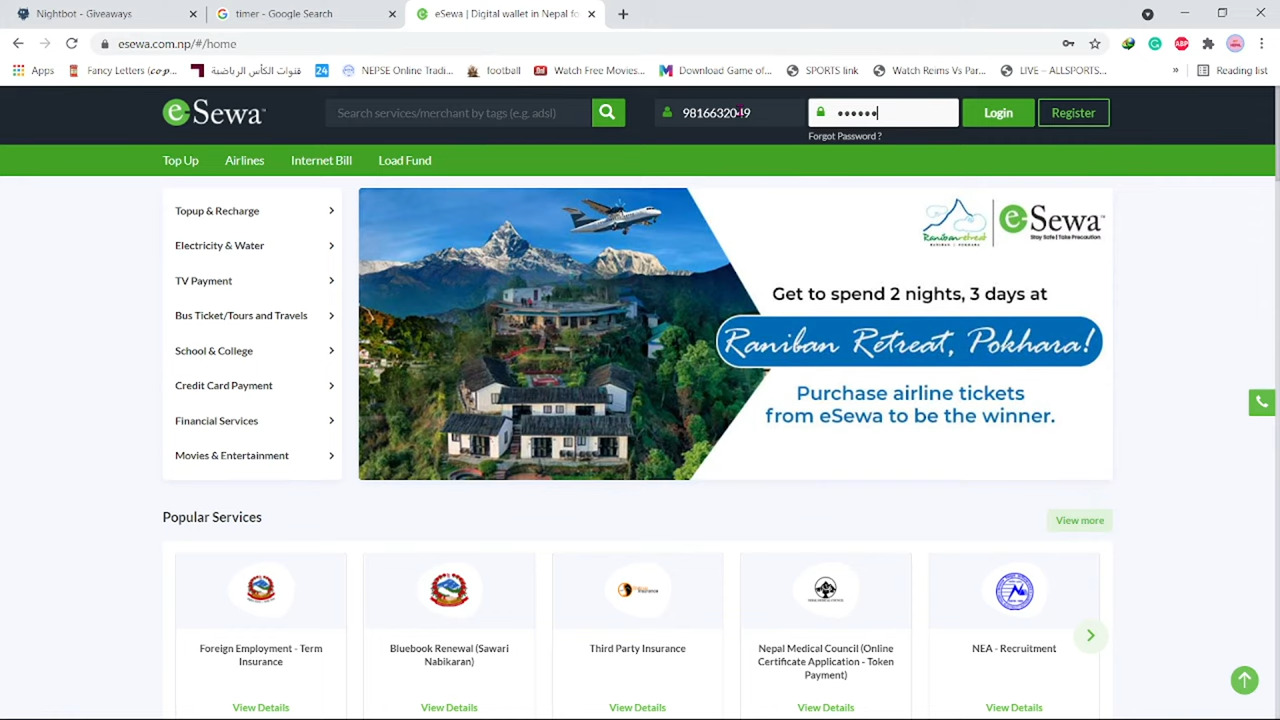 Nightbot - Giveaways
timer - Google Search
eSewa | Digital wallet in Nepal fo
esewa.com.np/#/home
Apps
Fancy Letters (
قنوات الكأس الرياضية
24
NEPSE Online Tradi...
football
Watch Free Movies...
Download Game of...
SPORTS link
Watch Reims Vs Par...
LIVE – ALLSPORTS...
»
Reading list
eSewa
Search services/merchant by tags (e.g. adsl)
Login
Register
Forgot Password ?
Top Up
Airlines
Internet Bill
Load Fund
Topup & Recharge
Electricity & Water
TV Payment
Bus Ticket/Tours and Travels
School & College
Credit Card Payment
Financial Services
Movies & Entertainment
Raniban retreat
eSewa
Stay Safe | Take Precaution
Get to spend 2 nights, 3 days at
Raniban Retreat, Pokhara!
Purchase airline tickets
from eSewa to be the winner.
Popular Services
View more
Foreign Employment - Term
Insurance
View Details
Bluebook Renewal (Sawari
Nabikaran)
View Details
Third Party Insurance
View Details
Nepal Medical Council (Online
Certificate Application - Token
Payment)
View Details
NEA - Recruitment
View Details